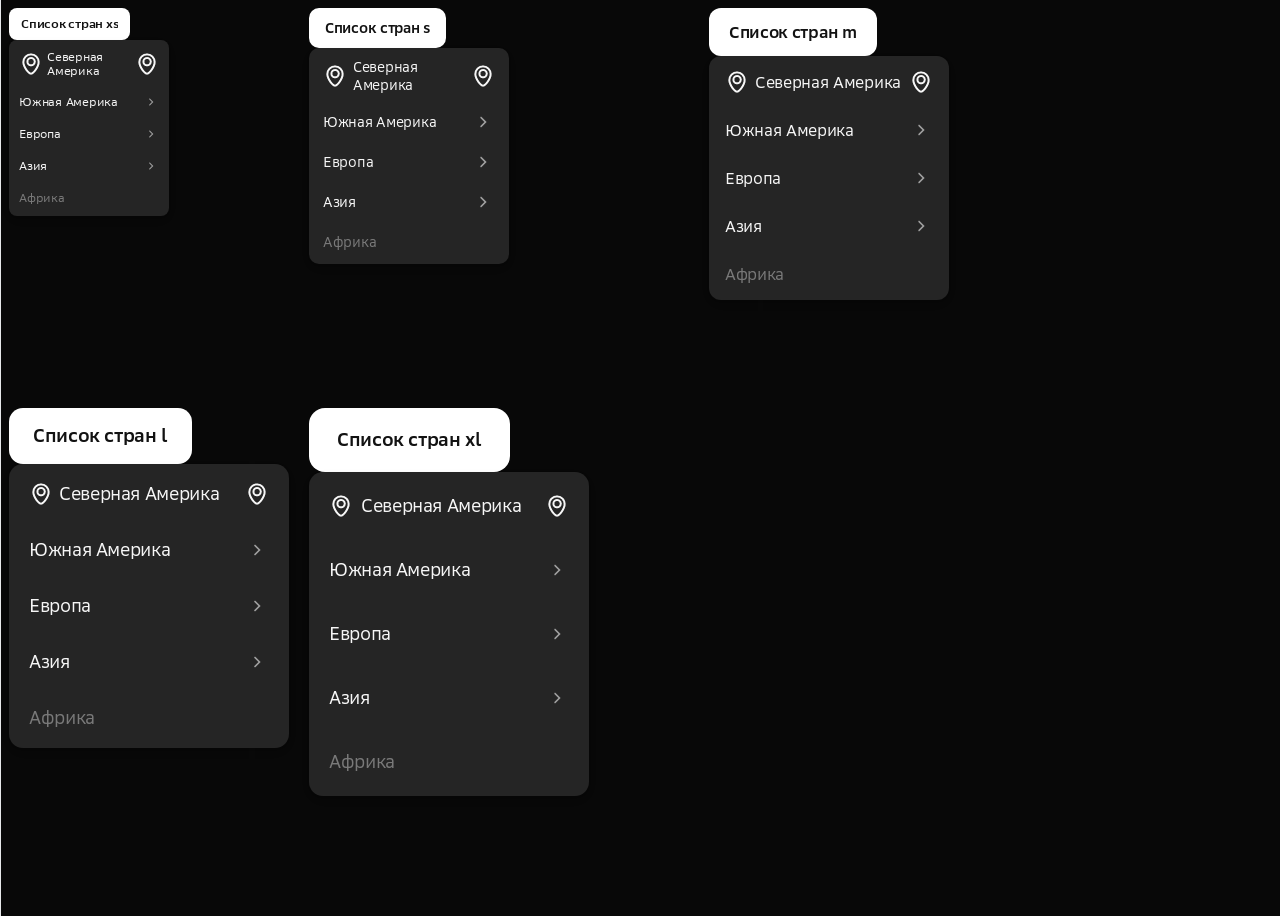 Список стран xs
Северная
Америка
Южная Америка
Европа
Азия
Африка
Список стран s
Северная
Америка
Южная Америка
Европа
Азия
Африка
Список стран m
Северная Америка
Южная Америка
Европа
Азия
Африка
Список стран l
Северная Америка
Южная Америка
Европа
Азия
Африка
Список стран xl
Северная Америка
Южная Америка
Европа
Азия
Африка